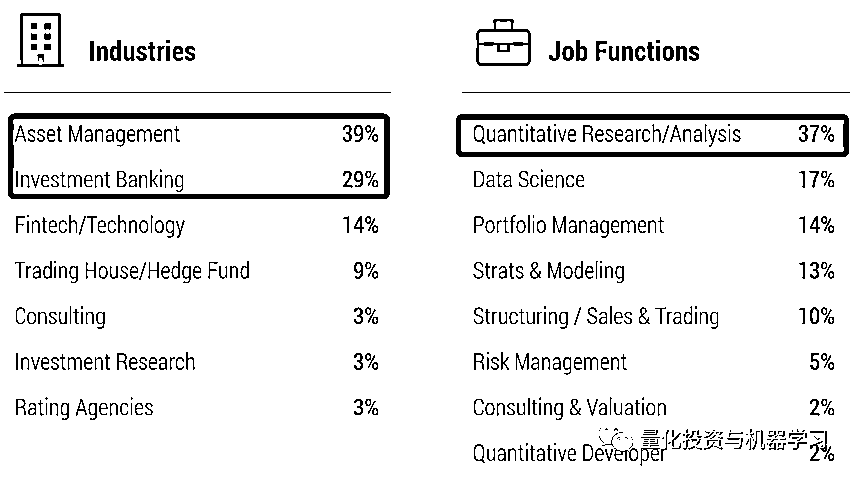 Industries
Asset Management 39%
Investment Banking 29%
Fintech/Technology 14%
Trading House/Hedge Fund 9%
Consulting 3%
Investment Research 3%
Rating Agencies 3%
Job Functions
Quantitative Research/Analysis 37%
Data Science 17%
Portfolio Management 14%
Strats & Modeling 13%
Structuring / Sales & Trading 10%
Risk Management 5%
Consulting & Valuation 2%
Quantitative Developer 2%
量化投资与机器学习